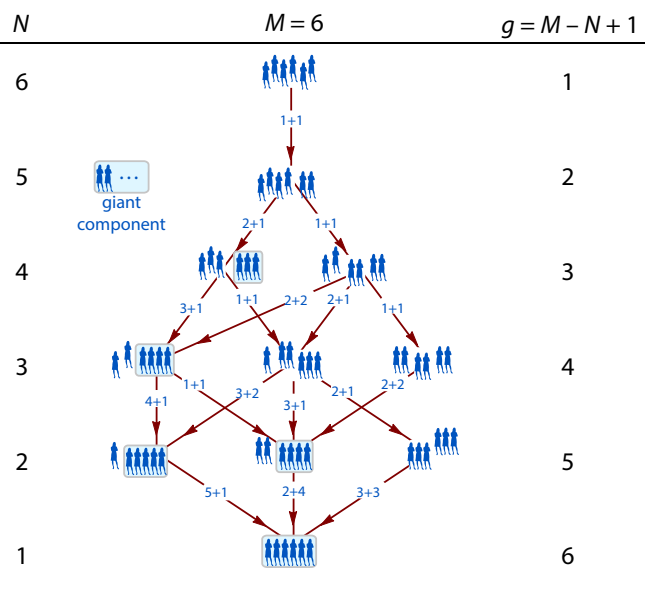 N M = 6 g = M – N + 1
6 1
1+1
5 ... 2
giant
component
2+1 1+1
4 3
3+1 1+1 2+2 2+1 1+1
3 4
4+1 1+1 3+2 3+1 2+1 2+2
2 5
5+1 2+4 3+3
1 6